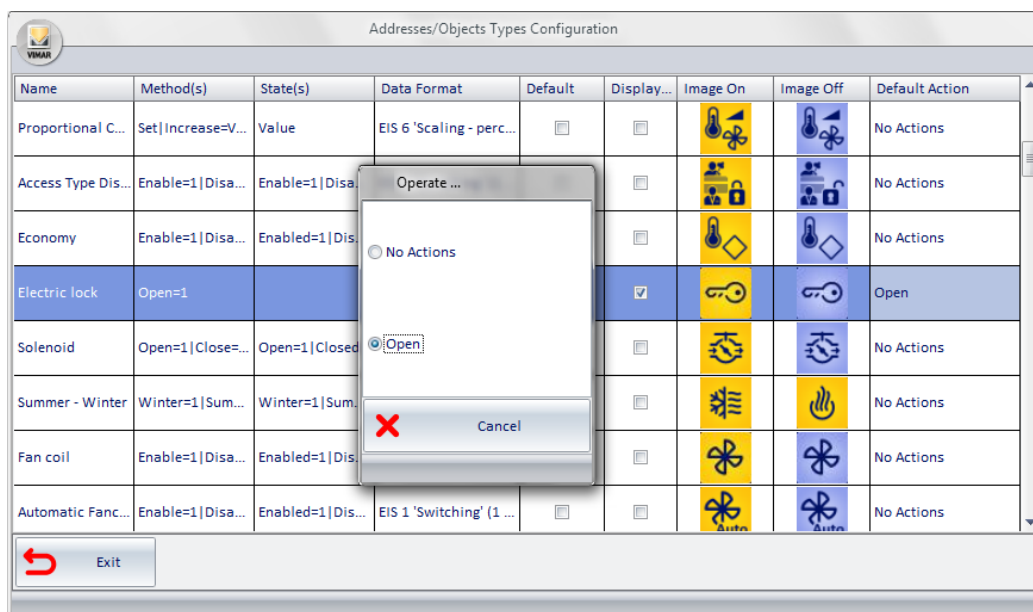 Addresses/Objects Types Configuration
VIMAR
Name Method(s) State(s) Data Format Default Display... Image On Image Off Default Action
Proportional C... Set|Increase=V... Value EIS 6 'Scaling - perc... No Actions
Access Type Dis... Enable=1|Disa... Enable=1|Disa. No Actions
Economy Enable=1|Disa... Enabled=1|Dis. No Actions
Electric lock Open=1 Open
Solenoid Open=1|Close=... Open=1|Closed No Actions
Summer - Winter Winter=1|Sum... Winter=1|Sum. No Actions
Fan coil Enable=1|Disa... Enabled=1|Dis. No Actions
Automatic Fanc... Enable=1|Disa... Enabled=1|Dis... EIS 1 'Switching' (1 ... Auto Auto No Actions
Operate ...
No Actions
Open
Cancel
Exit